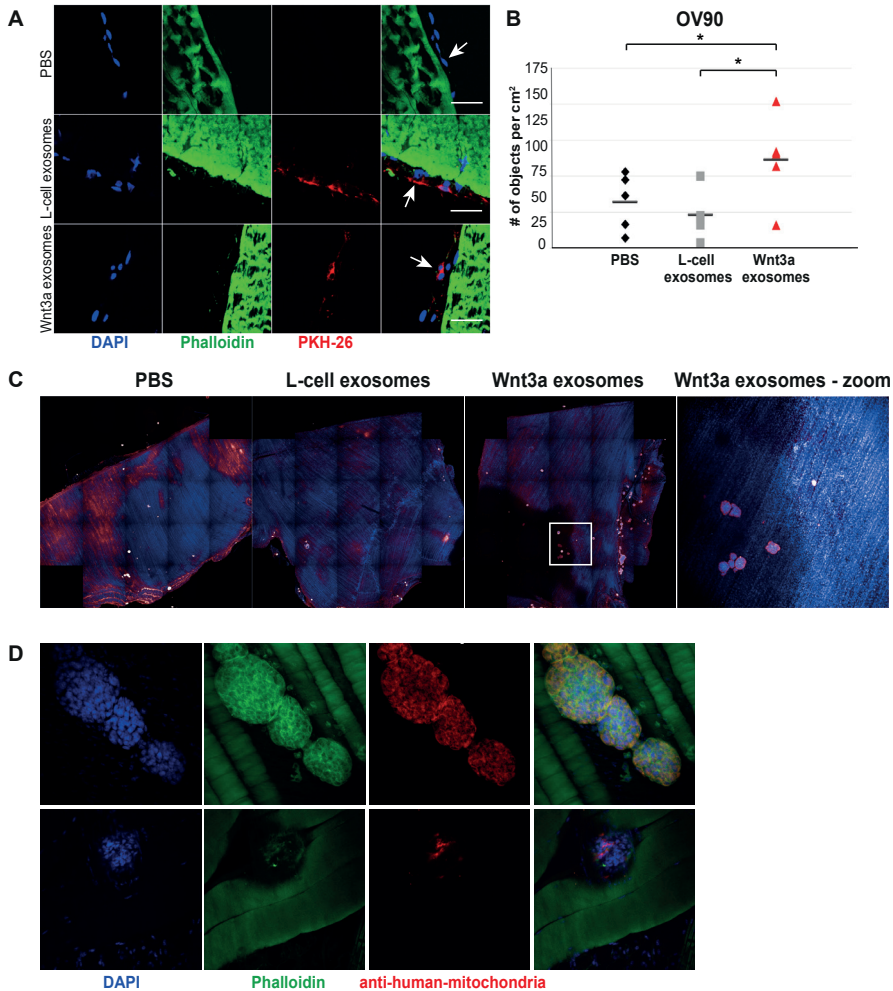 A
PBS
L-cell exosomes
Wnt3a exosomes
DAPI
Phalloidin
PKH-26
B
OV90
*
*
# of objects per cm²
175
125
100
75
50
25
0
PBS
L-cell
exosomes
Wnt3a
exosomes
C
PBS
L-cell exosomes
Wnt3a exosomes
Wnt3a exosomes - zoom
D
DAPI
Phalloidin
anti-human-mitochondria